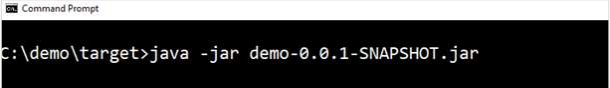 Command Prompt
C:\demo\target>java -jar demo-0.0.1-SNAPSHOT.jar